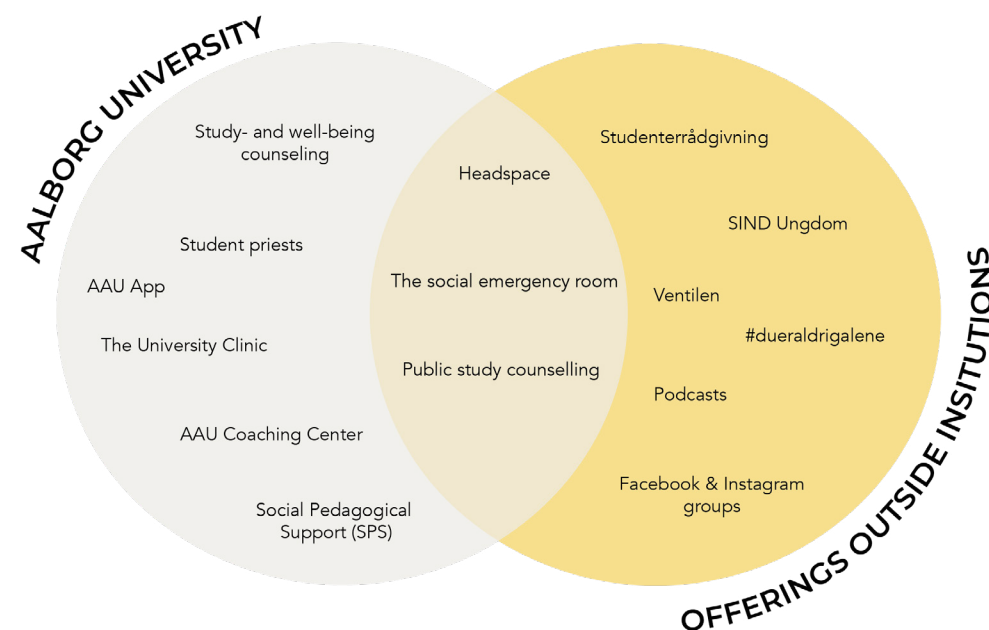 AALBORG UNIVERSITY
Study- and well-being
counseling
Student priests
AAU App
The University Clinic
AAU Coaching Center
Social Pedagogical
Support (SPS)
Headspace
The social emergency room
Public study counselling
Studenterrådgivning
SIND Ungdom
Ventilen
#dueraldrigalene
Podcasts
Facebook & Instagram
groups
OFFERINGS OUTSIDE INSITUTIONS